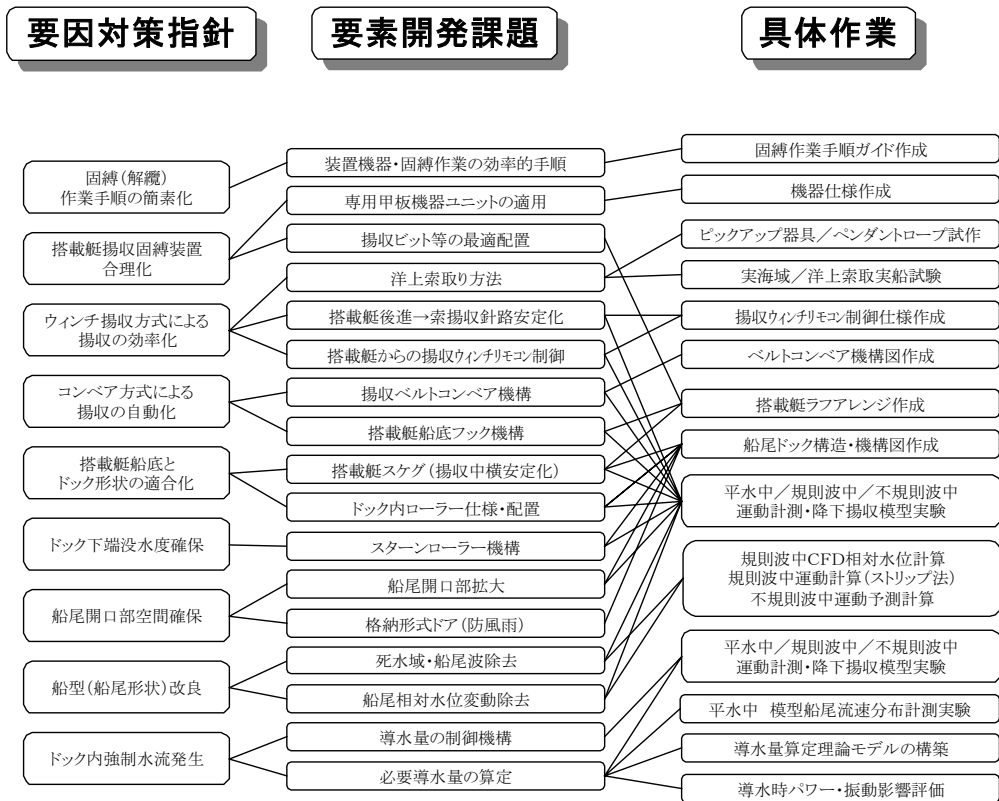 要因対策指針
要素開発課題
具体作業
固縛(解纜)
作業手順の簡素化
搭載艇揚収固縛装置
合理化
ウィンチ揚収方式による
揚収の効率化
コンベア方式による
揚収の自動化
搭載艇船底と
ドック形状の適合化
ドック下端没水度確保
船尾開口部空間確保
船型(船尾形状)改良
ドック内強制水流発生
装置機器・固縛作業の効率的手順
専用甲板機器ユニットの適用
揚収ビット等の最適配置
洋上索取り方法
搭載艇後進→索揚収針路安定化
搭載艇からの揚収ウィンチリモコン制御
揚収ベルトコンベア機構
搭載艇船底フック機構
搭載艇スケグ(揚収中横安定化)
ドック内ローラー仕様・配置
スターンローラー機構
船尾開口部拡大
格納形式ドア(防風雨)
死水域・船尾波除去
船尾相対水位変動除去
導水量の制御機構
必要導水量の算定
固縛作業手順ガイド作成
機器仕様作成
ピックアップ器具/ペンダントロープ試作
実海域/洋上索取実船試験
揚収ウィンチリモコン制御仕様作成
ベルトコンベア機構図作成
搭載艇ラフアレンジ作成
船尾ドック構造・機構図作成
平水中/規則波中/不規則波中
運動計測・降下揚収模型実験
規則波中CFD相対水位計算
規則波中運動計算(ストリップ法)
不規則波中運動予測計算
平水中/規則波中/不規則波中
運動計測・降下揚収模型実験
平水中 模型船尾流速分布計測実験
導水量算定理論モデルの構築
導水時パワー・振動影響評価